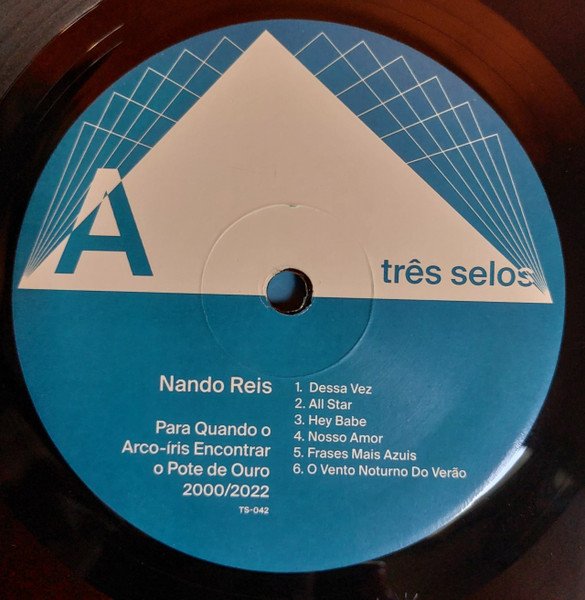 A
três selos
Nando Reis
Para Quando o
Arco-íris Encontrar
o Pote de Ouro
2000/2022
TS-042
1. Dessa Vez
2. All Star
3. Hey Babe
4. Nosso Amor
5. Frases Mais Azuis
6. O Vento Noturno Do Verão